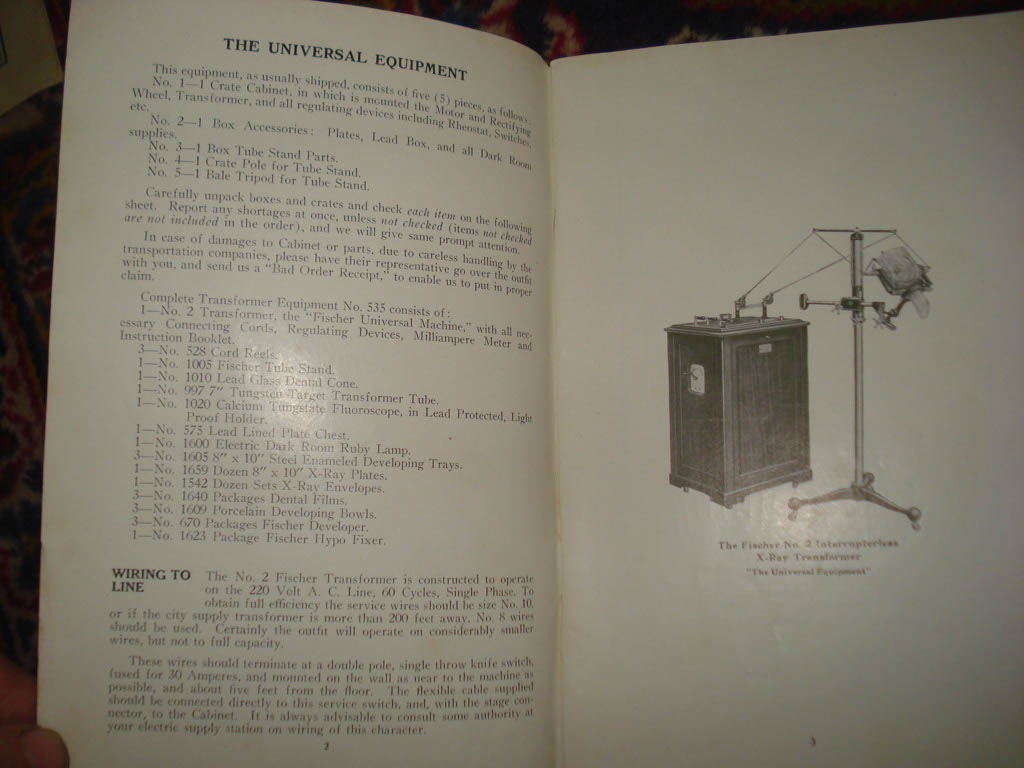 THE UNIVERSAL EQUIPMENT
This equipment, as usually shipped, consists of five (5) pieces, as follows:
No. 1—1 Crate Cabinet, in which is mounted the Motor and Rectifying
Wheel, Transformer, and all regulating devices including Rheostat, Switches,
etc.
No. 2—1 Box Accessories: Plates, Lead Box, and all Dark Room
supplies.
No. 3—1 Box Tube Stand Parts.
No. 4—1 Crate Pole for Tube Stand.
No. 5—1 Bale Tripod for Tube Stand.
Carefully unpack boxes and crates and check each item on the following
sheet. Report any shortages at once, unless not checked (items not checked
are not included in the order), and we will give same prompt attention.
In case of damages to Cabinet or parts, due to careless handling by the
transportation companies, please have their representative go over the outfit
with you, and send us a "Bad Order Receipt," to enable us to put in proper
claim.
Complete Transformer Equipment No. 535 consists of:
1—No. 2 Transformer, the "Fischer Universal Machine," with all nec-
essary Connecting Cords, Regulating Devices, Milliampere Meter and
Instruction Booklet.
3—No. 528 Cord Reels.
1—No. 1005 Fischer Tube Stand.
1—No. 1010 Lead Glass Dental Cone.
1—No. 997 7" Tungsten Target Transformer Tube.
1—No. 1020 Calcium Tungstate Fluoroscope, in Lead Protected, Light
Proof Holder.
1—No. 575 Lead Lined Plate Chest.
1—No. 1600 Electric Dark Room Ruby Lamp.
3—No. 1605 8" x 10" Steel Enameled Developing Trays.
1—No. 1659 Dozen 8" x 10" X-Ray Plates.
1—No. 1542 Dozen Sets X-Ray Envelopes.
3—No. 1640 Packages Dental Films.
3—No. 1609 Porcelain Developing Bowls.
3—No. 670 Packages Fischer Developer.
1—No. 1623 Package Fischer Hypo Fixer.
WIRING TO LINE The No. 2 Fischer Transformer is constructed to operate
on the 220 Volt A. C. Line, 60 Cycles, Single Phase. To
obtain full efficiency the service wires should be size No. 10,
or if the city supply transformer is more than 200 feet away, No. 8 wires
should be used. Certainly the outfit will operate on considerably smaller
wires, but not to full capacity.
These wires should terminate at a double pole, single throw knife switch,
fused for 30 Amperes, and mounted on the wall as near to the machine as
possible, and about five feet from the floor. The flexible cable supplied
should be connected directly to this service switch, and, with the stage con-
nector, to the Cabinet. It is always advisable to consult some authority at
your electric supply station on wiring of this character.
2
The Fischer No. 2 Interrupterless
X-Ray Transformer
"The Universal Equipment"
3